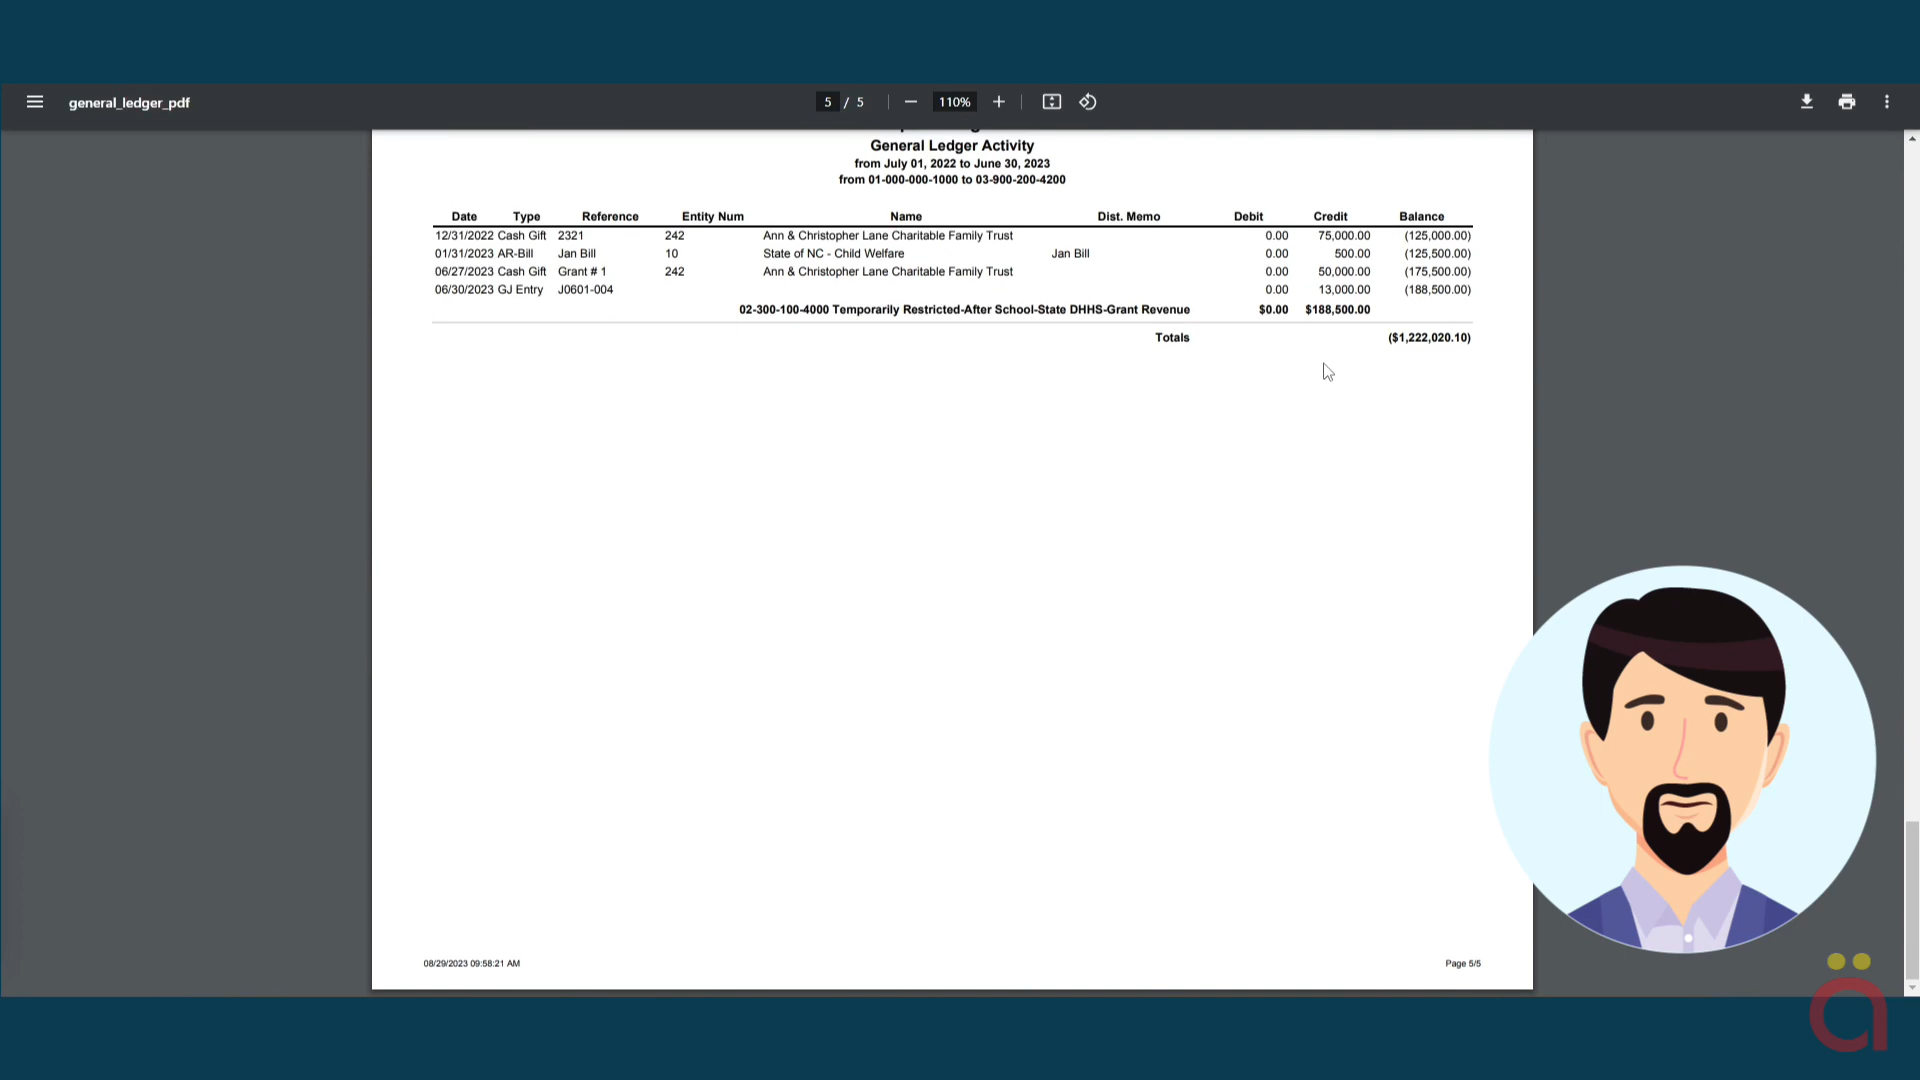 general_ledger_pdf
5 / 5
110%
General Ledger Activity
from July 01, 2022 to June 30, 2023
from 01-000-000-1000 to 03-900-200-4200
Date Type Reference Entity Num Name Dist. Memo Debit Credit Balance
12/31/2022 Cash Gift 2321 242 Ann & Christopher Lane Charitable Family Trust 0.00 75,000.00 (125,000.00)
01/31/2023 AR-Bill Jan Bill 10 State of NC - Child Welfare Jan Bill 0.00 500.00 (125,500.00)
06/27/2023 Cash Gift Grant # 1 242 Ann & Christopher Lane Charitable Family Trust 0.00 50,000.00 (175,500.00)
06/30/2023 GJ Entry J0601-004 0.00 13,000.00 (188,500.00)
02-300-100-4000 Temporarily Restricted-After School-State DHHS-Grant Revenue $0.00 $188,500.00
Totals ($1,222,020.10)
08/29/2023 09:58:21 AM
Page 5/5
ä